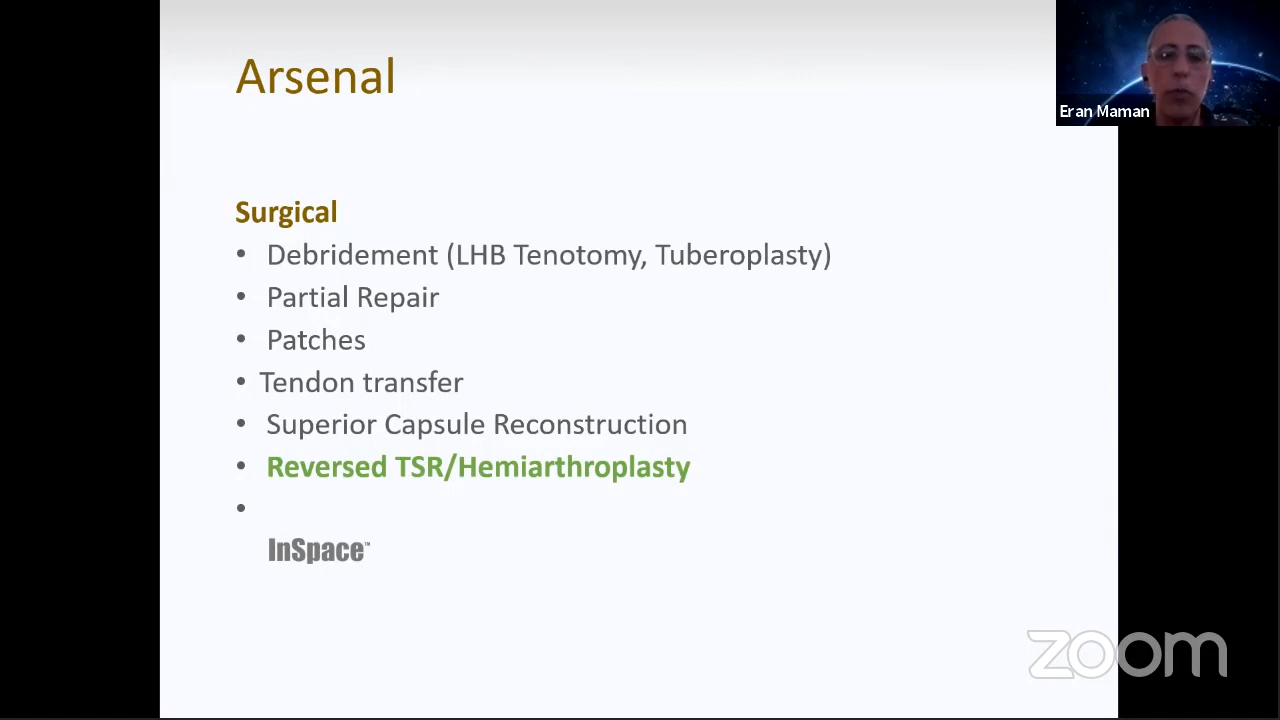 Arsenal
Eran Maman
Surgical
• Debridement (LHB Tenotomy, Tuberoplasty)
• Partial Repair
• Patches
• Tendon transfer
• Superior Capsule Reconstruction
• Reversed TSR/Hemiarthroplasty
•
InSpace™
zoom